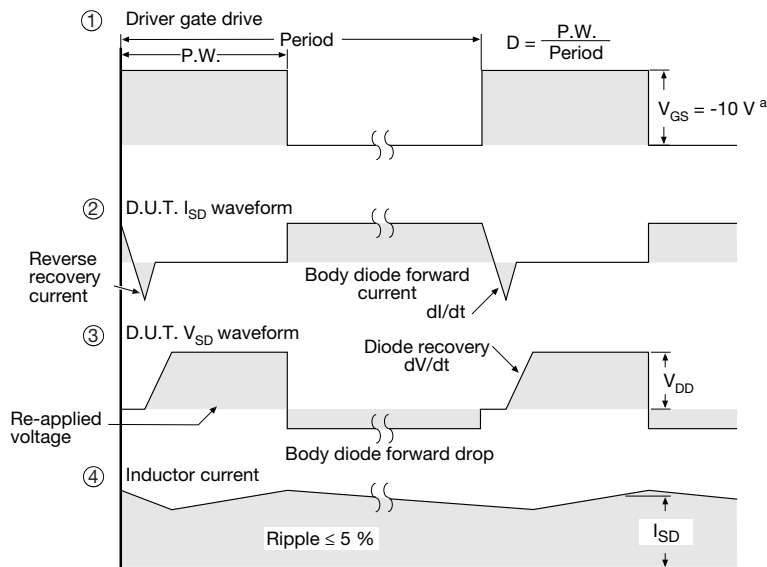 ① Driver gate drive
Period
P.W.
D = P.W.
Period
V_GS = -10 V ᵃ
② D.U.T. I_SD waveform
Reverse
recovery
current
Body diode forward
current
dI/dt
③ D.U.T. V_SD waveform
Diode recovery
dV/dt
V_DD
Re-applied
voltage
Body diode forward drop
④ Inductor current
Ripple ≤ 5 %
I_SD